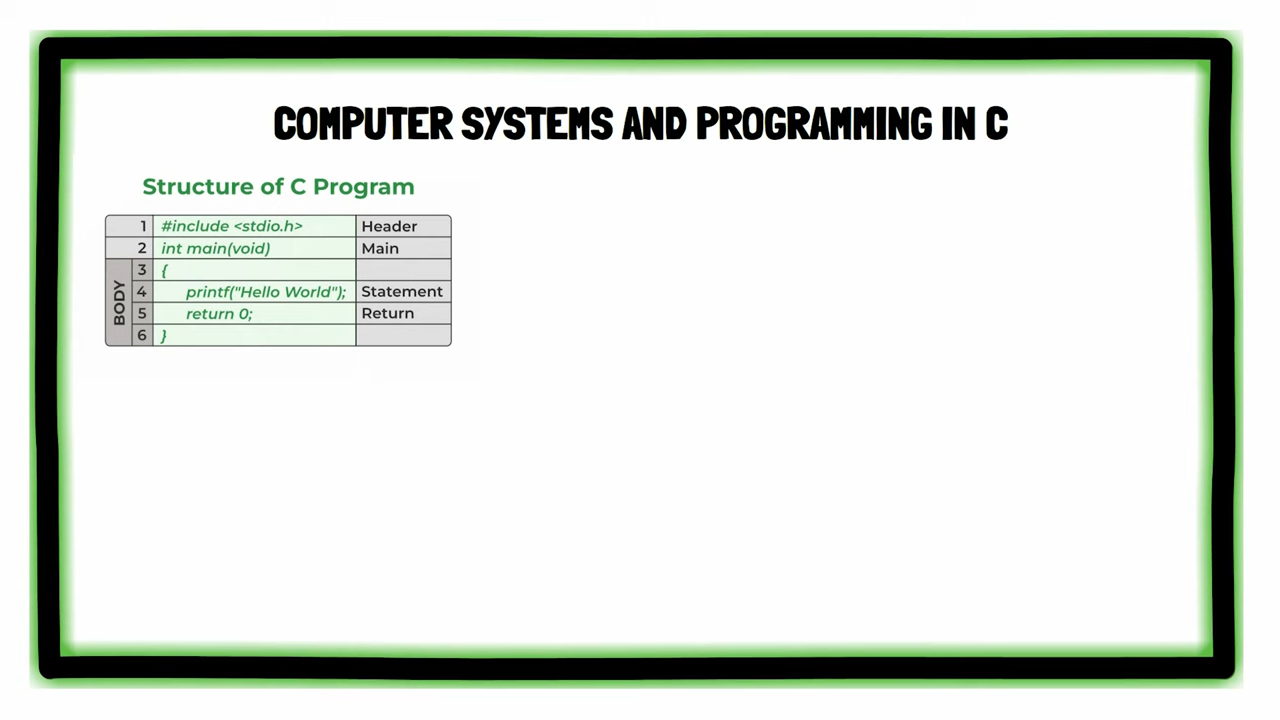 COMPUTER SYSTEMS AND PROGRAMMING IN C
Structure of C Program
1 #include <stdio.h> Header
2 int main(void) Main
BODY
3 {
4 printf("Hello World"); Statement
5 return 0; Return
6 }